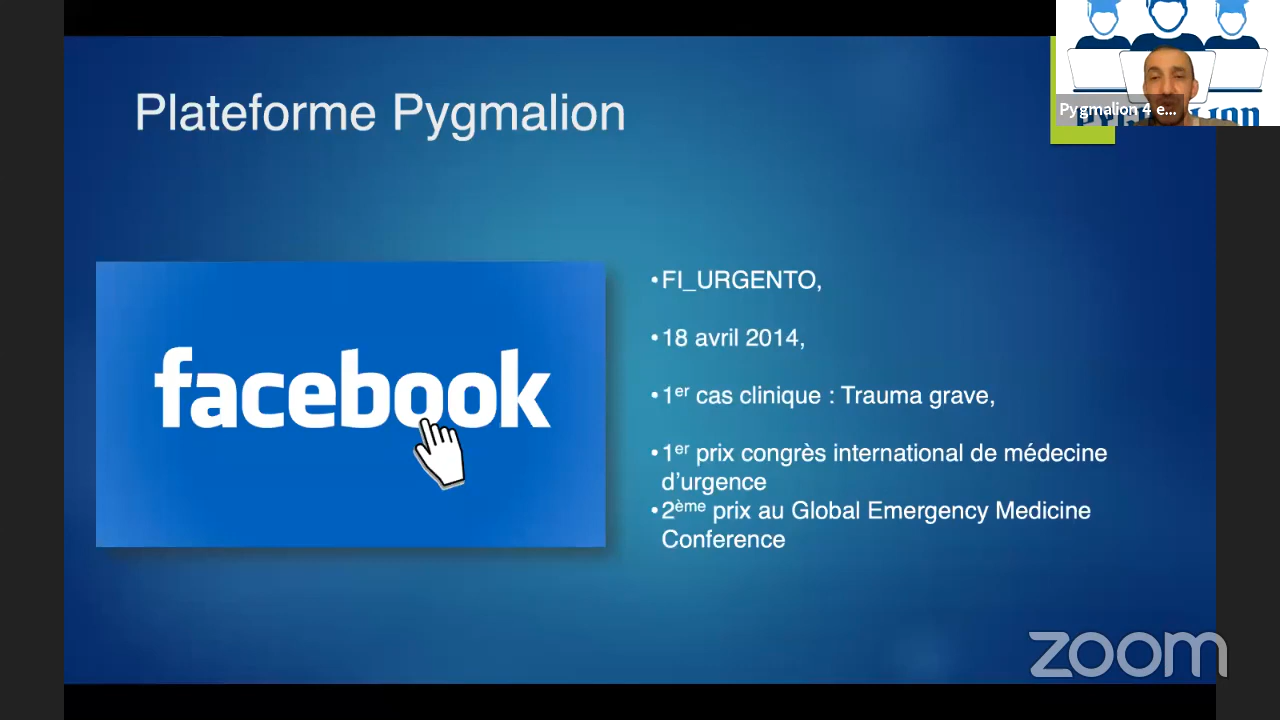 Plateforme Pygmalion
Pygmalion 4 e...
facebook
•FI_URGENTO,
•18 avril 2014,
•1er cas clinique : Trauma grave,
•1er prix congrès international de médecine
d’urgence
•2ème prix au Global Emergency Medicine
Conference
zoom